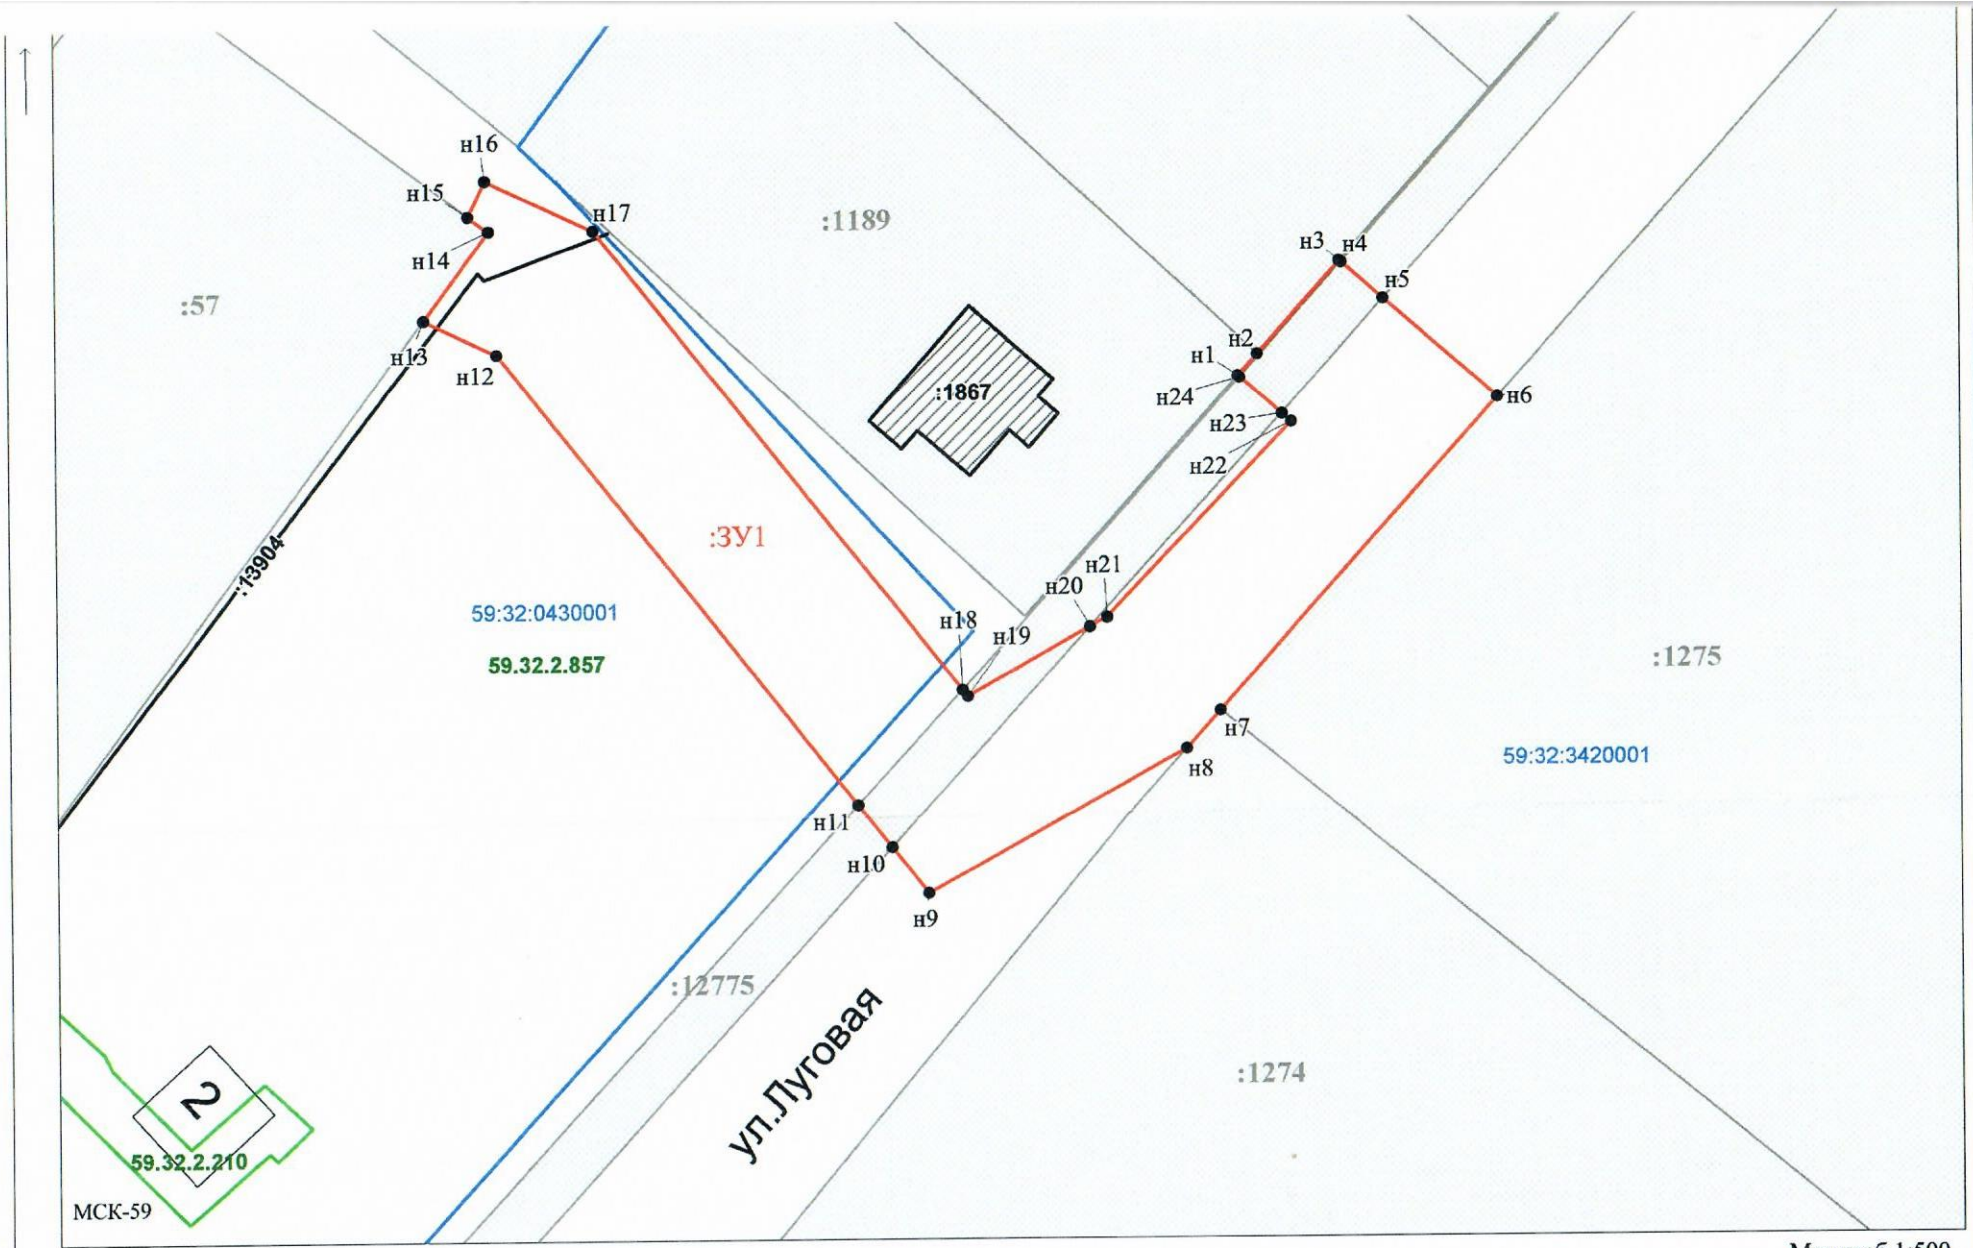 н16
н15
н17
:1189
н3
н4
н14
н5
:57
н2
н13
н1
н12
:1867
н24
н6
н23
н22
:ЗУ1
:13904
н21
н20
59:32:0430001
н18
н19
59.32.2.857
:1275
н7
59:32:3420001
н8
н11
н10
н9
:12775
ул.Луговая
:1274
2
59.32.2.210
МСК-59